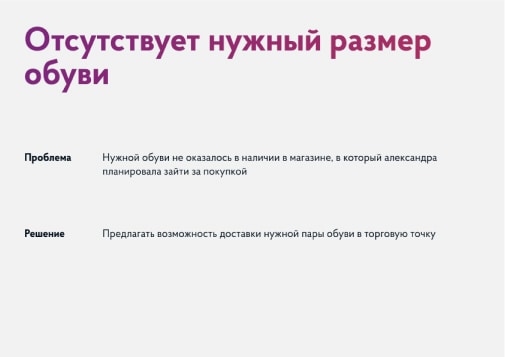 Отсутствует нужный размер
обуви
Проблема
Нужной обуви не оказалось в наличии в магазине, в который александра
планировала зайти за покупкой
Решение
Предлагать возможность доставки нужной пары обуви в торговую точку